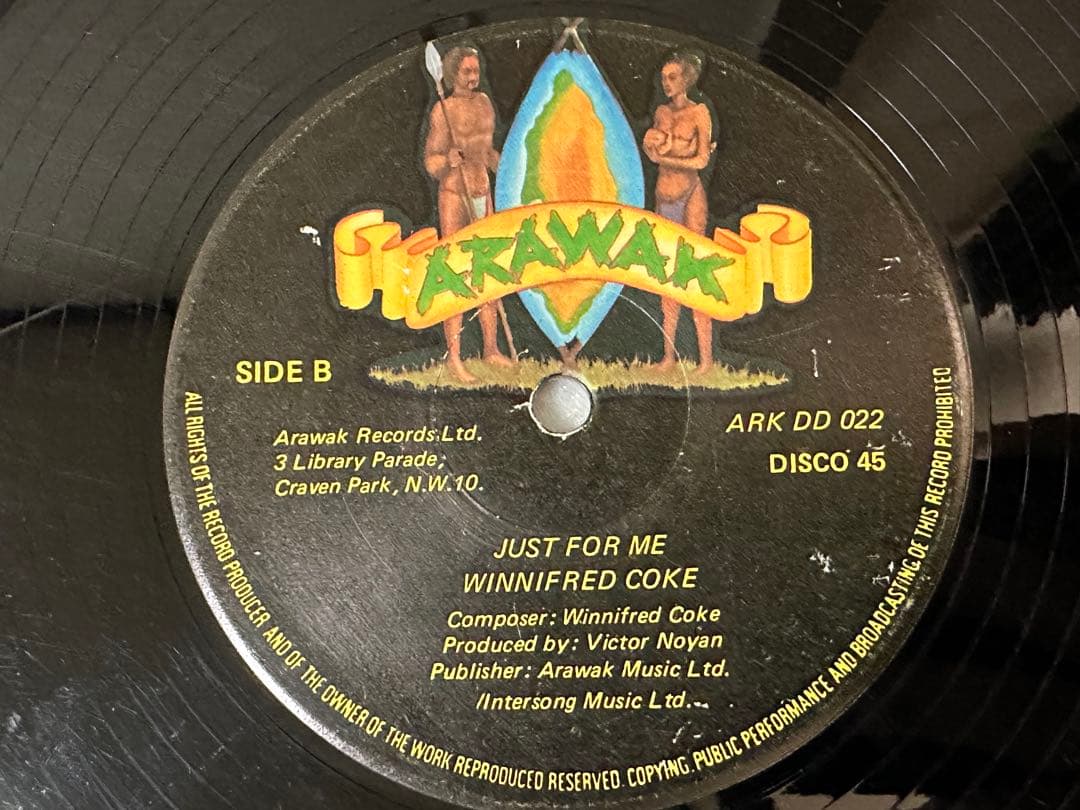 ARAWAK
SIDE B
Arawak Records Ltd.
3 Library Parade,
Craven Park, N.W.10.
ARK DD 022
DISCO 45
JUST FOR ME
WINNIFRED COKE
Composer: Winnifred Coke
Produced by: Victor Noyan
Publisher: Arawak Music Ltd.
/Intersong Music Ltd.
ALL RIGHTS OF THE RECORD PRODUCER AND OF THE OWNER OF THE WORK REPRODUCED RESERVED. COPYING, PUBLIC PERFORMANCE AND BROADCASTING OF THIS RECORD PROHIBITED